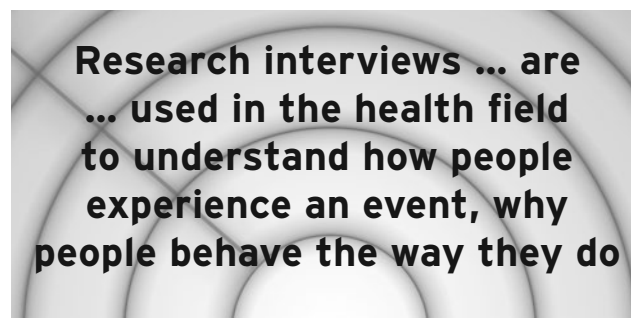 Research interviews ... are
... used in the health field
to understand how people
experience an event, why
people behave the way they do